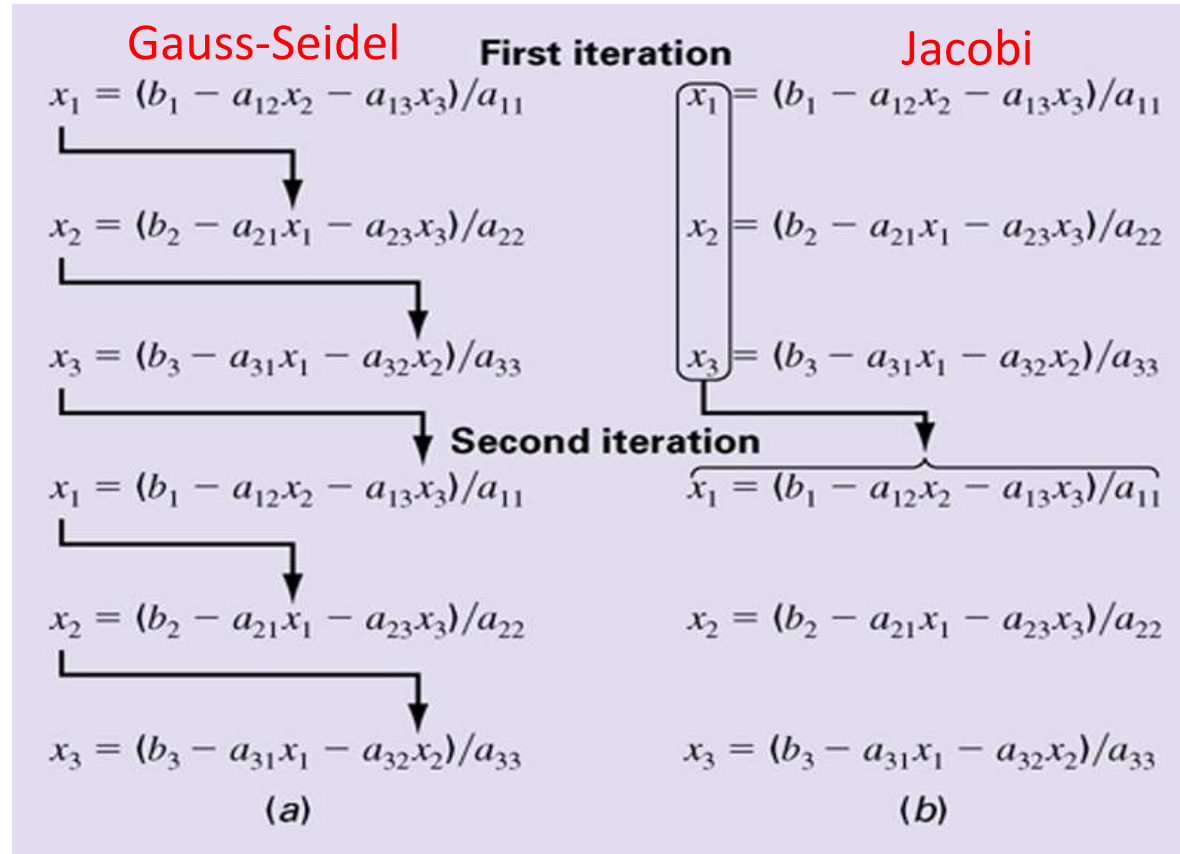 Gauss-Seidel First iteration Jacobi
x₁ = (b₁ − a₁₂x₂ − a₁₃x₃)/a₁₁ x₁ = (b₁ − a₁₂x₂ − a₁₃x₃)/a₁₁
x₂ = (b₂ − a₂₁x₁ − a₂₃x₃)/a₂₂ x₂ = (b₂ − a₂₁x₁ − a₂₃x₃)/a₂₂
x₃ = (b₃ − a₃₁x₁ − a₃₂x₂)/a₃₃ x₃ = (b₃ − a₃₁x₁ − a₃₂x₂)/a₃₃
Second iteration
x₁ = (b₁ − a₁₂x₂ − a₁₃x₃)/a₁₁ x₁ = (b₁ − a₁₂x₂ − a₁₃x₃)/a₁₁
x₂ = (b₂ − a₂₁x₁ − a₂₃x₃)/a₂₂ x₂ = (b₂ − a₂₁x₁ − a₂₃x₃)/a₂₂
x₃ = (b₃ − a₃₁x₁ − a₃₂x₂)/a₃₃ x₃ = (b₃ − a₃₁x₁ − a₃₂x₂)/a₃₃
(a) (b)